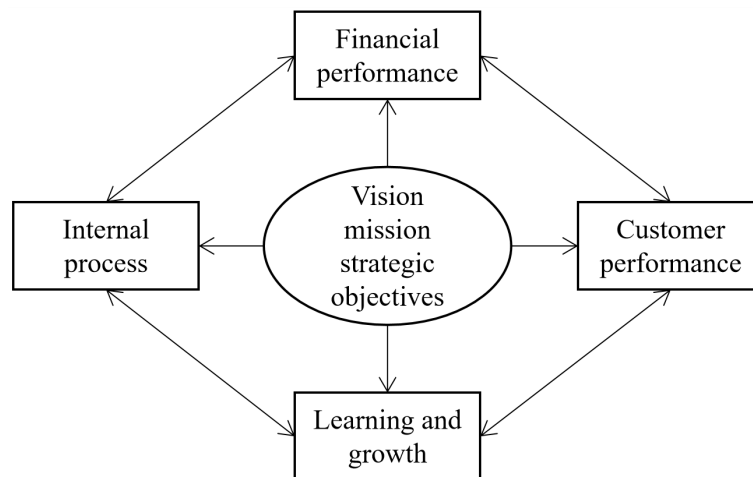 Financial
performance
Internal
process
Vision
mission
strategic
objectives
Customer
performance
Learning and
growth